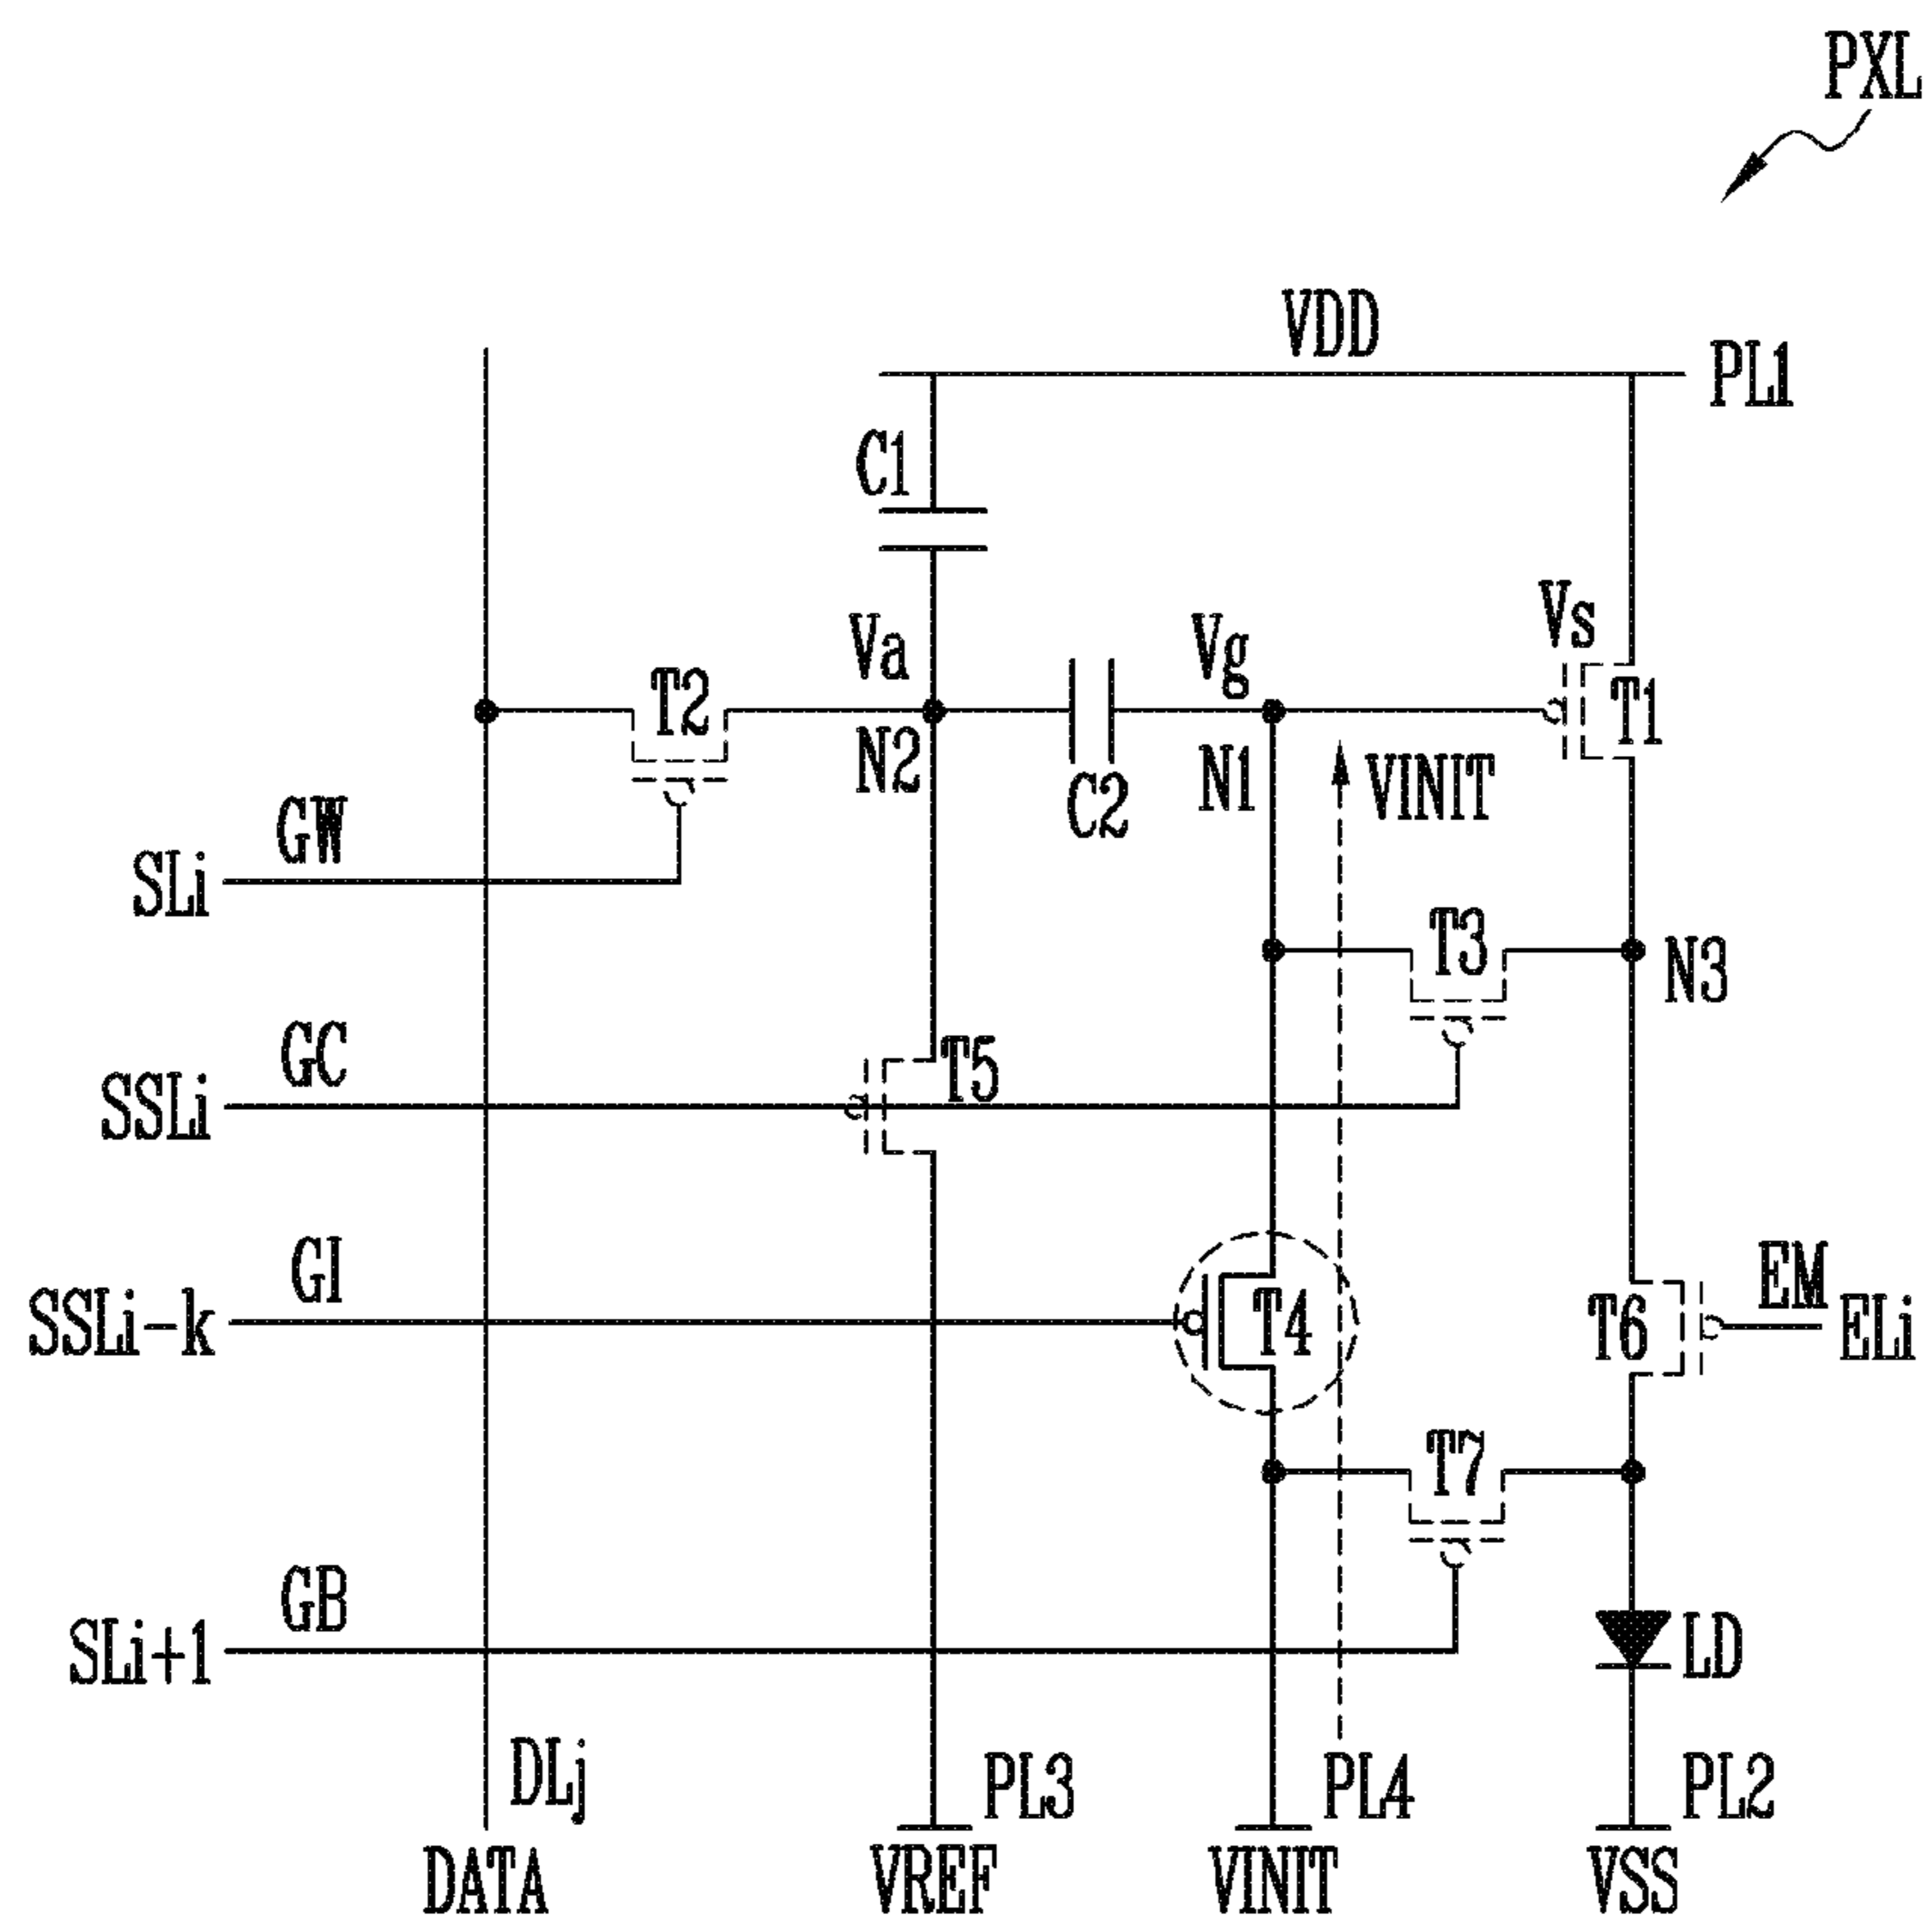 PXL
VDD
PL1
C1
Va
Vg
Vs
T2
T1
N2
N1
VINIT
C2
GW
SLi
T3
N3
GC
T5
SSLi
GI
EM
SSLi-k
T4
T6
ELi
T7
GB
SLi+1
LD
DLj
PL3
PL4
PL2
DATA
VREF
VINIT
VSS